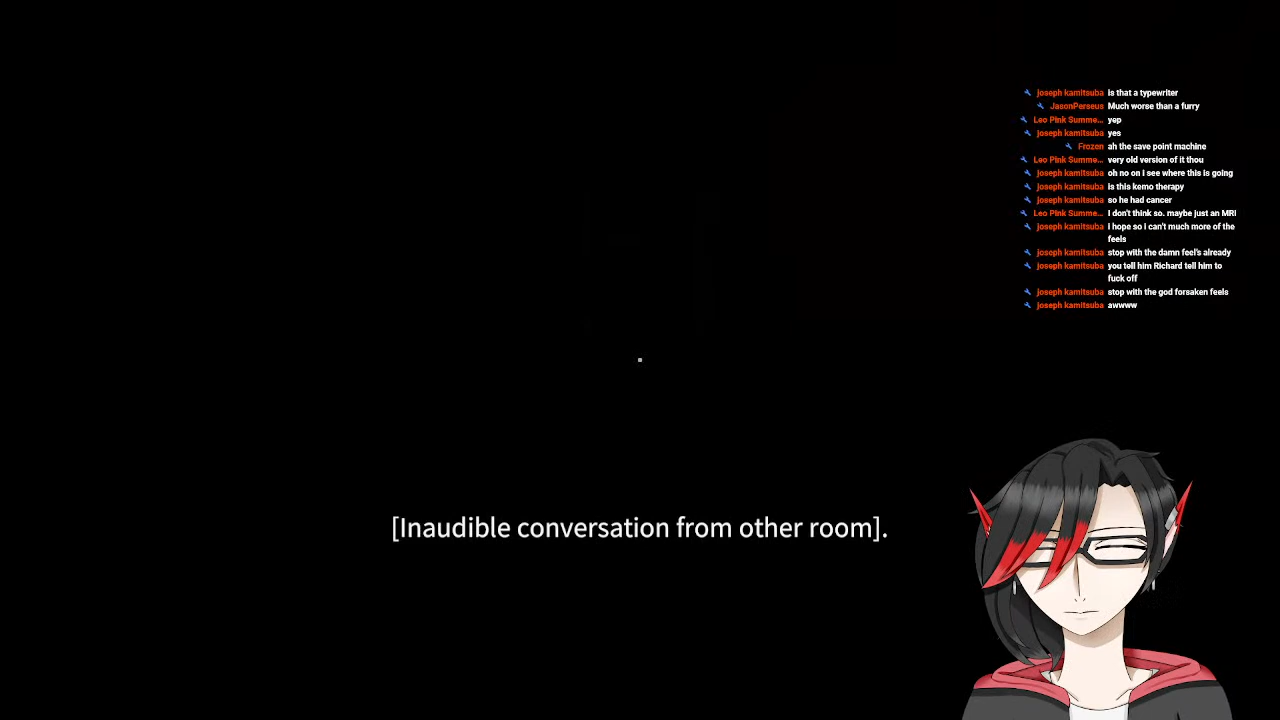 joseph kamitsuba is that a typewriter
JasonPerseus Much worse than a furry
Leo Pink Summe... yep
joseph kamitsuba yes
Frozen ah the save point machine
Leo Pink Summe... very old version of it thou
joseph kamitsuba oh no on i see where this is going
joseph kamitsuba is this kemo therapy
joseph kamitsuba so he had cancer
Leo Pink Summe... I don't think so. maybe just an MRI
joseph kamitsuba i hope so i can't much more of the
feels
joseph kamitsuba stop with the damn feel's already
joseph kamitsuba you tell him Richard tell him to
fuck off
joseph kamitsuba stop with the god forsaken feels
joseph kamitsuba awwww
[Inaudible conversation from other room].